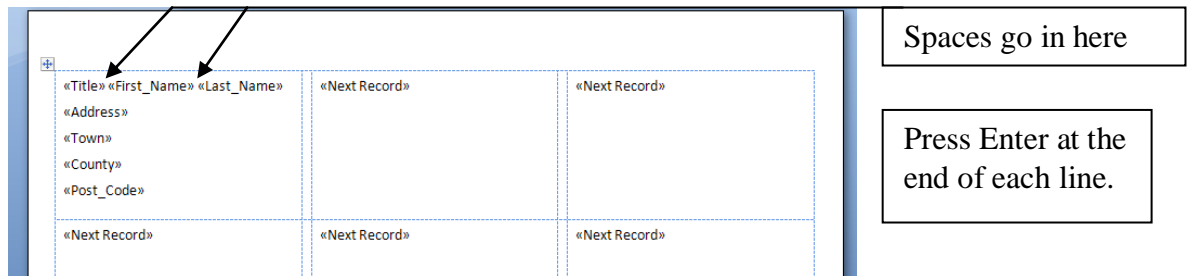 Spaces go in here
«Title» «First_Name» «Last_Name» «Next Record» «Next Record»
«Address»
«Town»
«County»
«Post_Code»
Press Enter at the
end of each line.
«Next Record» «Next Record» «Next Record»